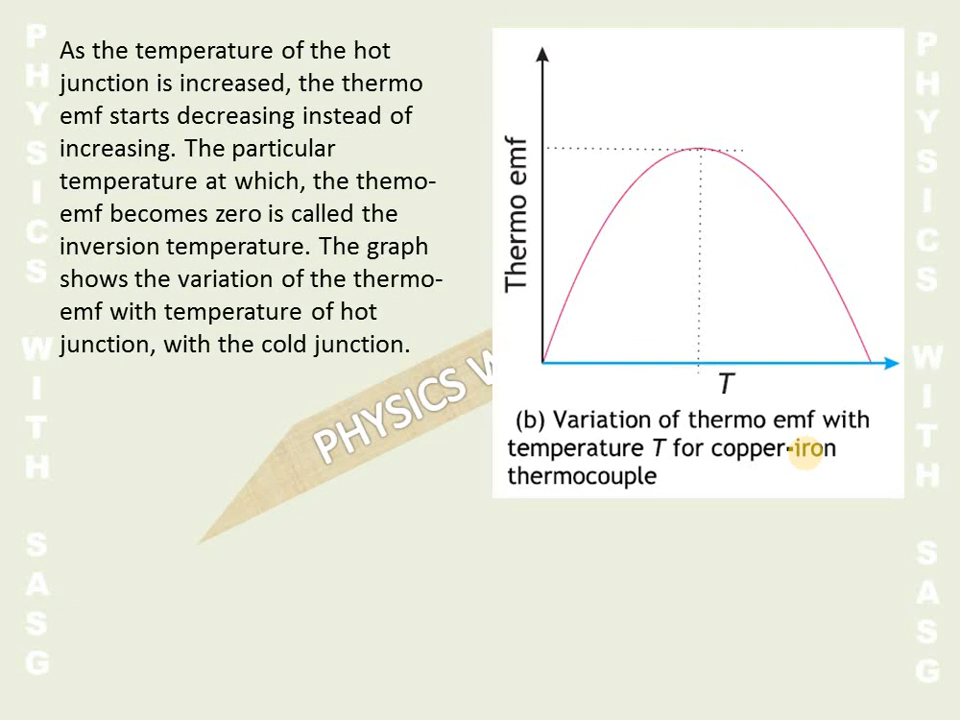 As the temperature of the hot
junction is increased, the thermo
emf starts decreasing instead of
increasing. The particular
temperature at which, the themo-
emf becomes zero is called the
inversion temperature. The graph
shows the variation of the thermo-
emf with temperature of hot
junction, with the cold junction.
Thermo emf
T
(b) Variation of thermo emf with
temperature T for copper-iron
thermocouple
PHYSICS W
PHYSICS WITH SASG
PHYSICS WITH SASG